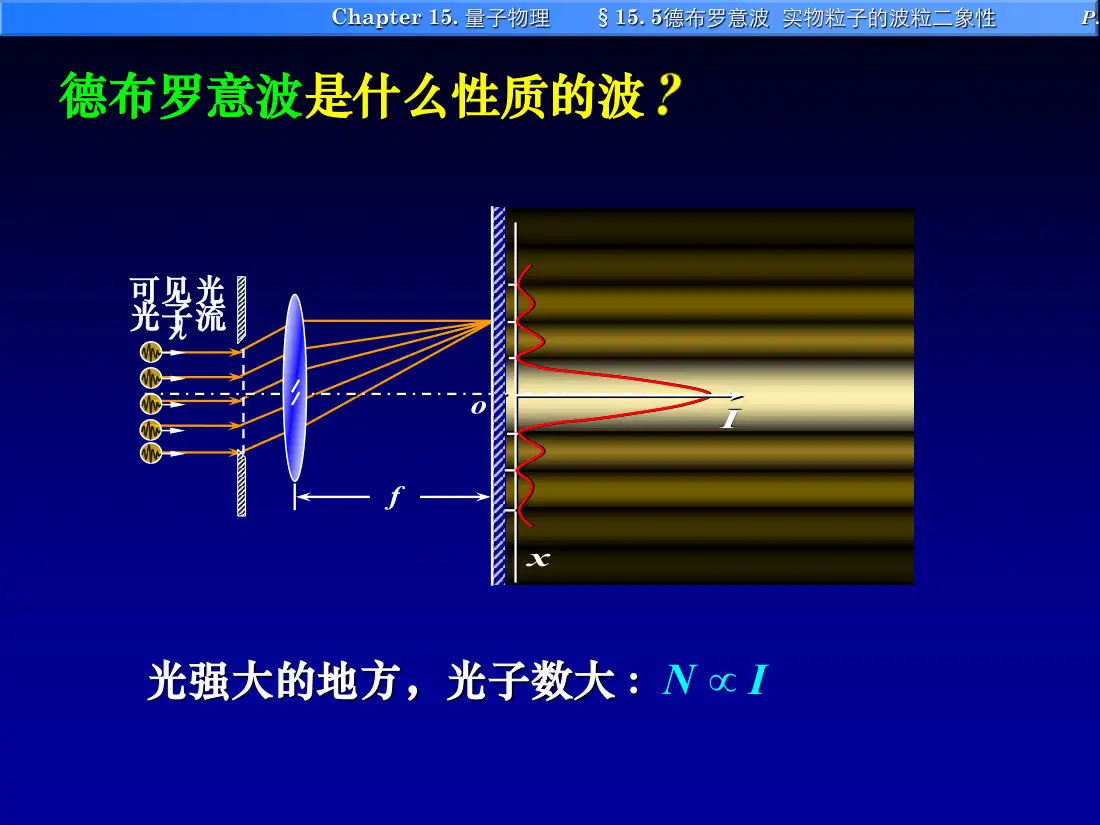 Chapter 15. 量子物理 §15. 5德布罗意波 实物粒子的波粒二象性 P.
德布罗意波是什么性质的波？
可见光
光子流
λ
o
I
f
x
光强大的地方，光子数大：N ∝ I